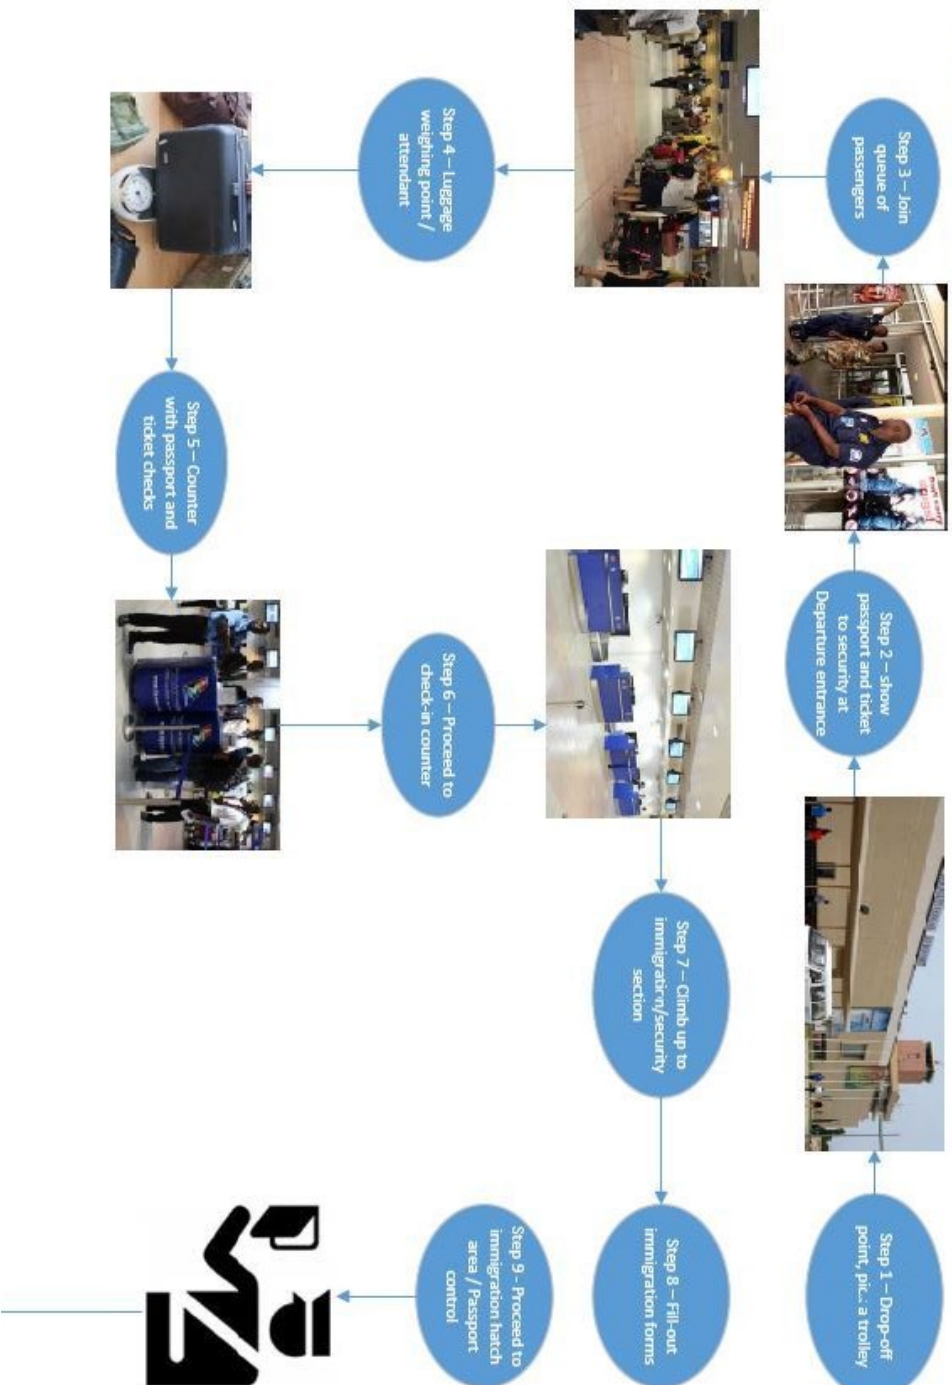 Step 1 – Drop-off
point, pic.: a trolley
Step 2 – show
passport and ticket
to security at
Departure entrance
Step 3 – Join
queue of
passengers
Step 4 – Luggage
weighing point /
attendant
Step 5 – Counter
with passport and
ticket checks
Step 6 – Proceed to
check-in counter
Step 7 – Climb up to
immigration/security
section
Step 8 – Fill-out
immigration forms
Step 9 - Proceed to
immigration hatch
area / Passport
control